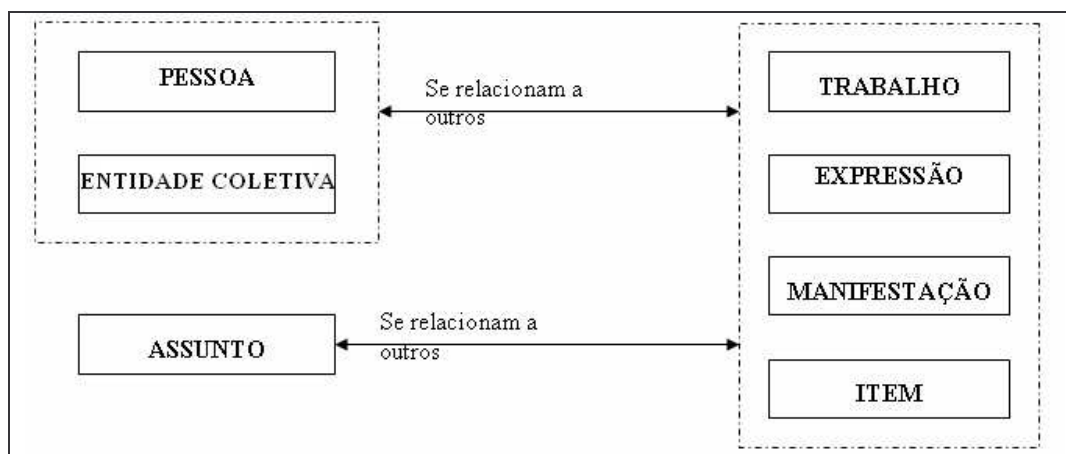 PESSOA
ENTIDADE COLETIVA
Se relacionam a
outros
TRABALHO
EXPRESSÃO
MANIFESTAÇÃO
ITEM
ASSUNTO
Se relacionam a
outros